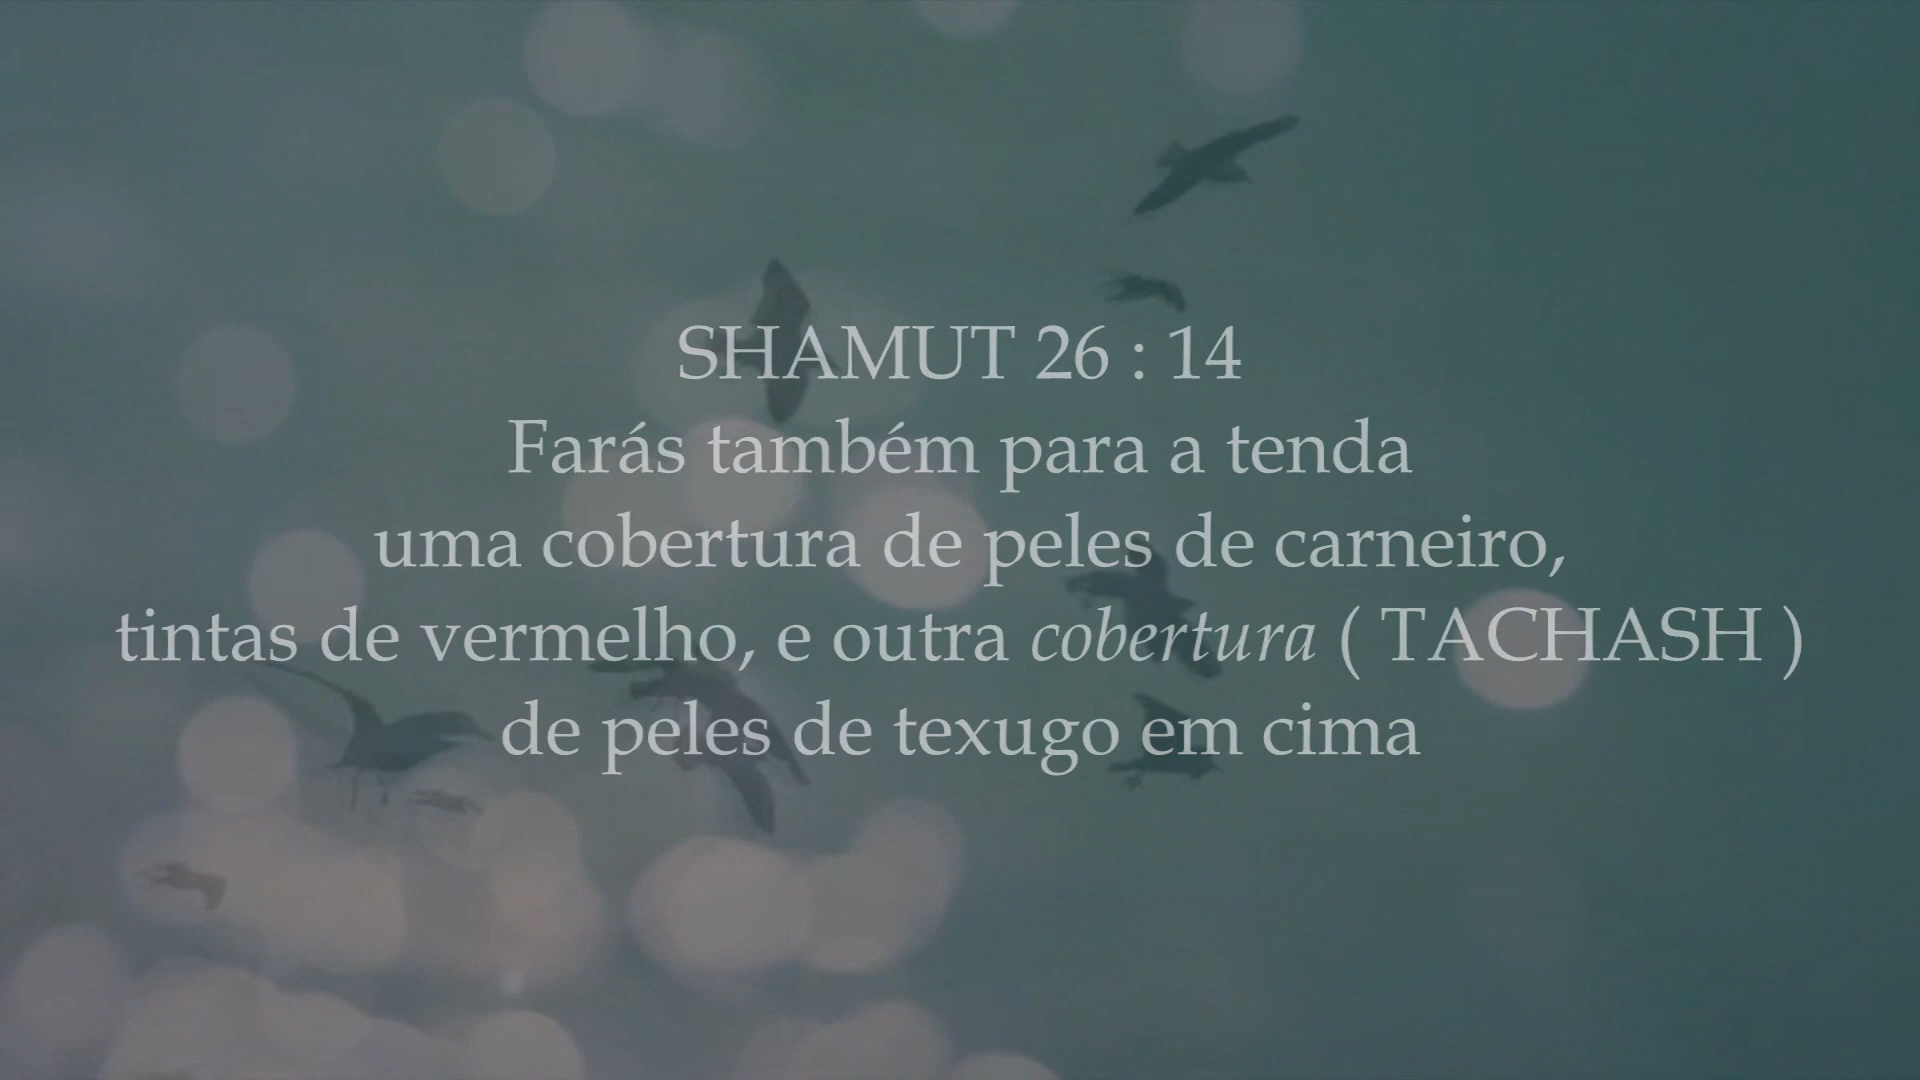 SHAMUT 26 : 14
Farás também para a tenda
uma cobertura de peles de carneiro,
tintas de vermelho, e outra cobertura ( TACHASH )
de peles de texugo em cima